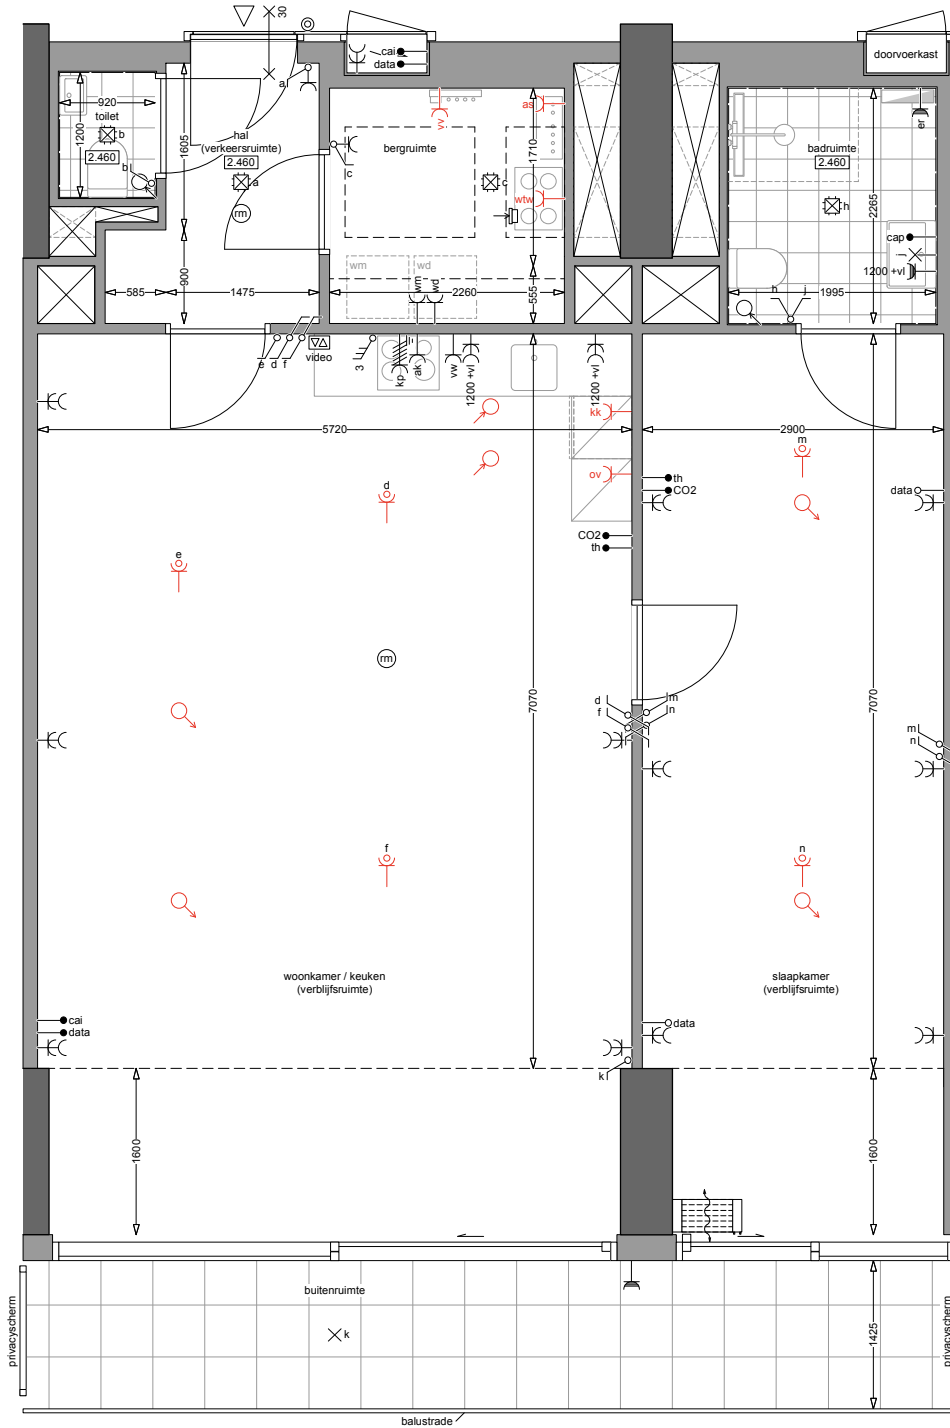 30
cai
data
doorvoerkast
a
920
toilet
b
2.460
b
1200
1605
hal
(verkeersruimte)
2.460
a
rm
c
vv
as
bergruimte
1710
c
wtw
er
badruimte
2.460
h
2265
cap
j
1200 +vl
h
j
1995
900
585
1475
wm
wd
wm
wd
2260
555
e
d
f
video
3
kp
ak
vw
1200 +vl
1200 +vl
kk
5720
2900
m
th
CO2
data
ov
d
CO2
th
e
rm
7070
7070
d
f
m
n
m
n
f
n
woonkamer / keuken
(verblijfsruimte)
slaapkamer
(verblijfsruimte)
cai
data
data
k
1600
1600
buitenruimte
k
1425
privacyscherm
privacyscherm
balustrade